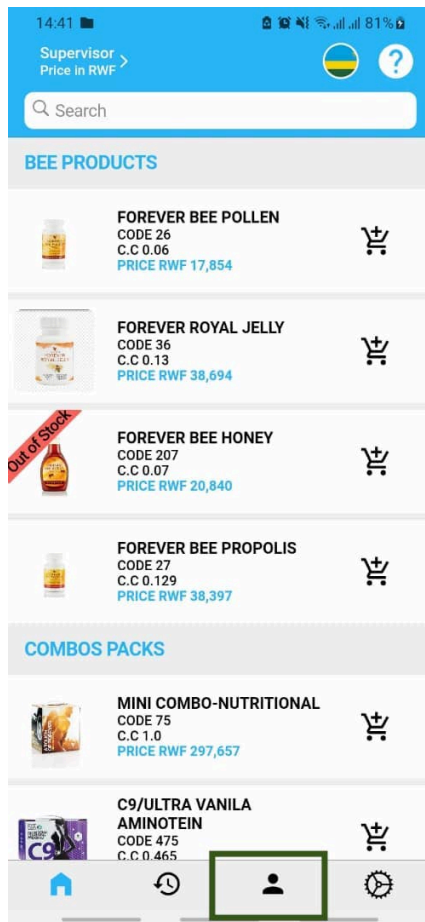 14:41
81%
Supervisor
Price in RWF
Search
BEE PRODUCTS
FOREVER BEE POLLEN
CODE 26
C.C 0.06
PRICE RWF 17,854
FOREVER ROYAL JELLY
CODE 36
C.C 0.13
PRICE RWF 38,694
Out of Stock
FOREVER BEE HONEY
CODE 207
C.C 0.07
PRICE RWF 20,840
FOREVER BEE PROPOLIS
CODE 27
C.C 0.129
PRICE RWF 38,397
COMBOS PACKS
MINI COMBO-NUTRITIONAL
CODE 75
C.C 1.0
PRICE RWF 297,657
C9/ULTRA VANILA
AMINOTEIN
CODE 475
C.C 0.465
C9